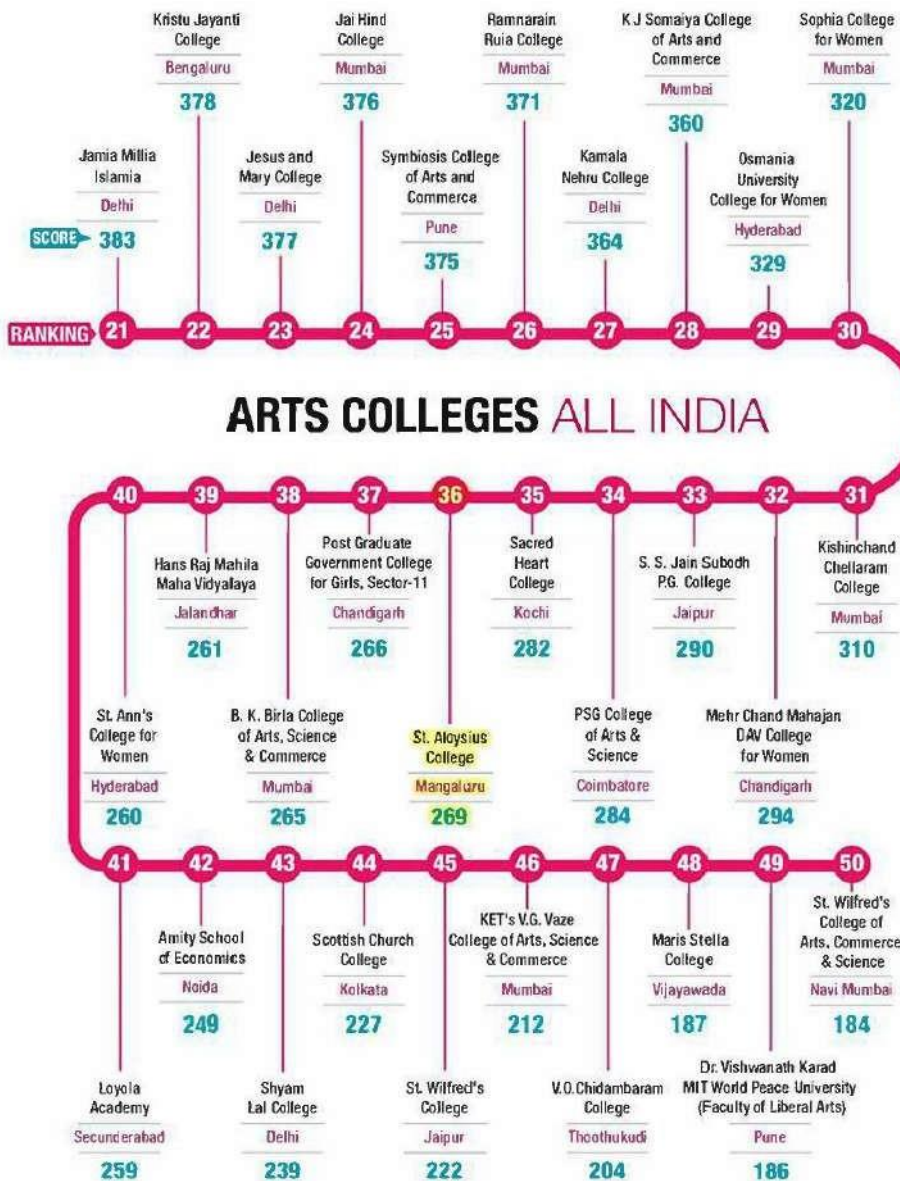 Kristu Jayanti
College
Bengaluru
378
Jai Hind
College
Mumbai
376
Ramnarain
Ruia College
Mumbai
371
K J Somaiya College
of Arts and
Commerce
Mumbai
360
Sophia College
for Women
Mumbai
320
Jamia Millia
Islamia
Delhi
SCORE 383
Jesus and
Mary College
Delhi
377
Symbiosis College
of Arts and
Commerce
Pune
375
Kamala
Nehru College
Delhi
364
Osmania
University
College for Women
Hyderabad
329
RANKING 21 22 23 24 25 26 27 28 29 30
ARTS COLLEGES ALL INDIA
40 39 38 37 36 35 34 33 32 31
Hans Raj Mahila
Maha Vidyalaya
Jalandhar
261
Post Graduate
Government College
for Girls, Sector-11
Chandigarh
266
Sacred
Heart
College
Kochi
282
S. S. Jain Subodh
P.G. College
Jaipur
290
Kishinchand
Chellaram
College
Mumbai
310
St. Ann's
College for
Women
Hyderabad
260
B. K. Birla College
of Arts, Science
& Commerce
Mumbai
265
St. Aloysius
College
Mangaluru
269
PSG College
of Arts &
Science
Coimbatore
284
Mehr Chand Mahajan
DAV College
for Women
Chandigarh
294
41 42 43 44 45 46 47 48 49 50
Amity School
of Economics
Noida
249
Scottish Church
College
Kolkata
227
KET's V.G. Vaze
College of Arts, Science
& Commerce
Mumbai
212
Maris Stella
College
Vijayawada
187
St. Wilfred's
College of
Arts, Commerce
& Science
Navi Mumbai
184
Loyola
Academy
Secunderabad
259
Shyam
Lal College
Delhi
239
St. Wilfred's
College
Jaipur
222
V.O.Chidambaram
College
Thoothukudi
204
Dr. Vishwanath Karad
MIT World Peace University
(Faculty of Liberal Arts)
Pune
186